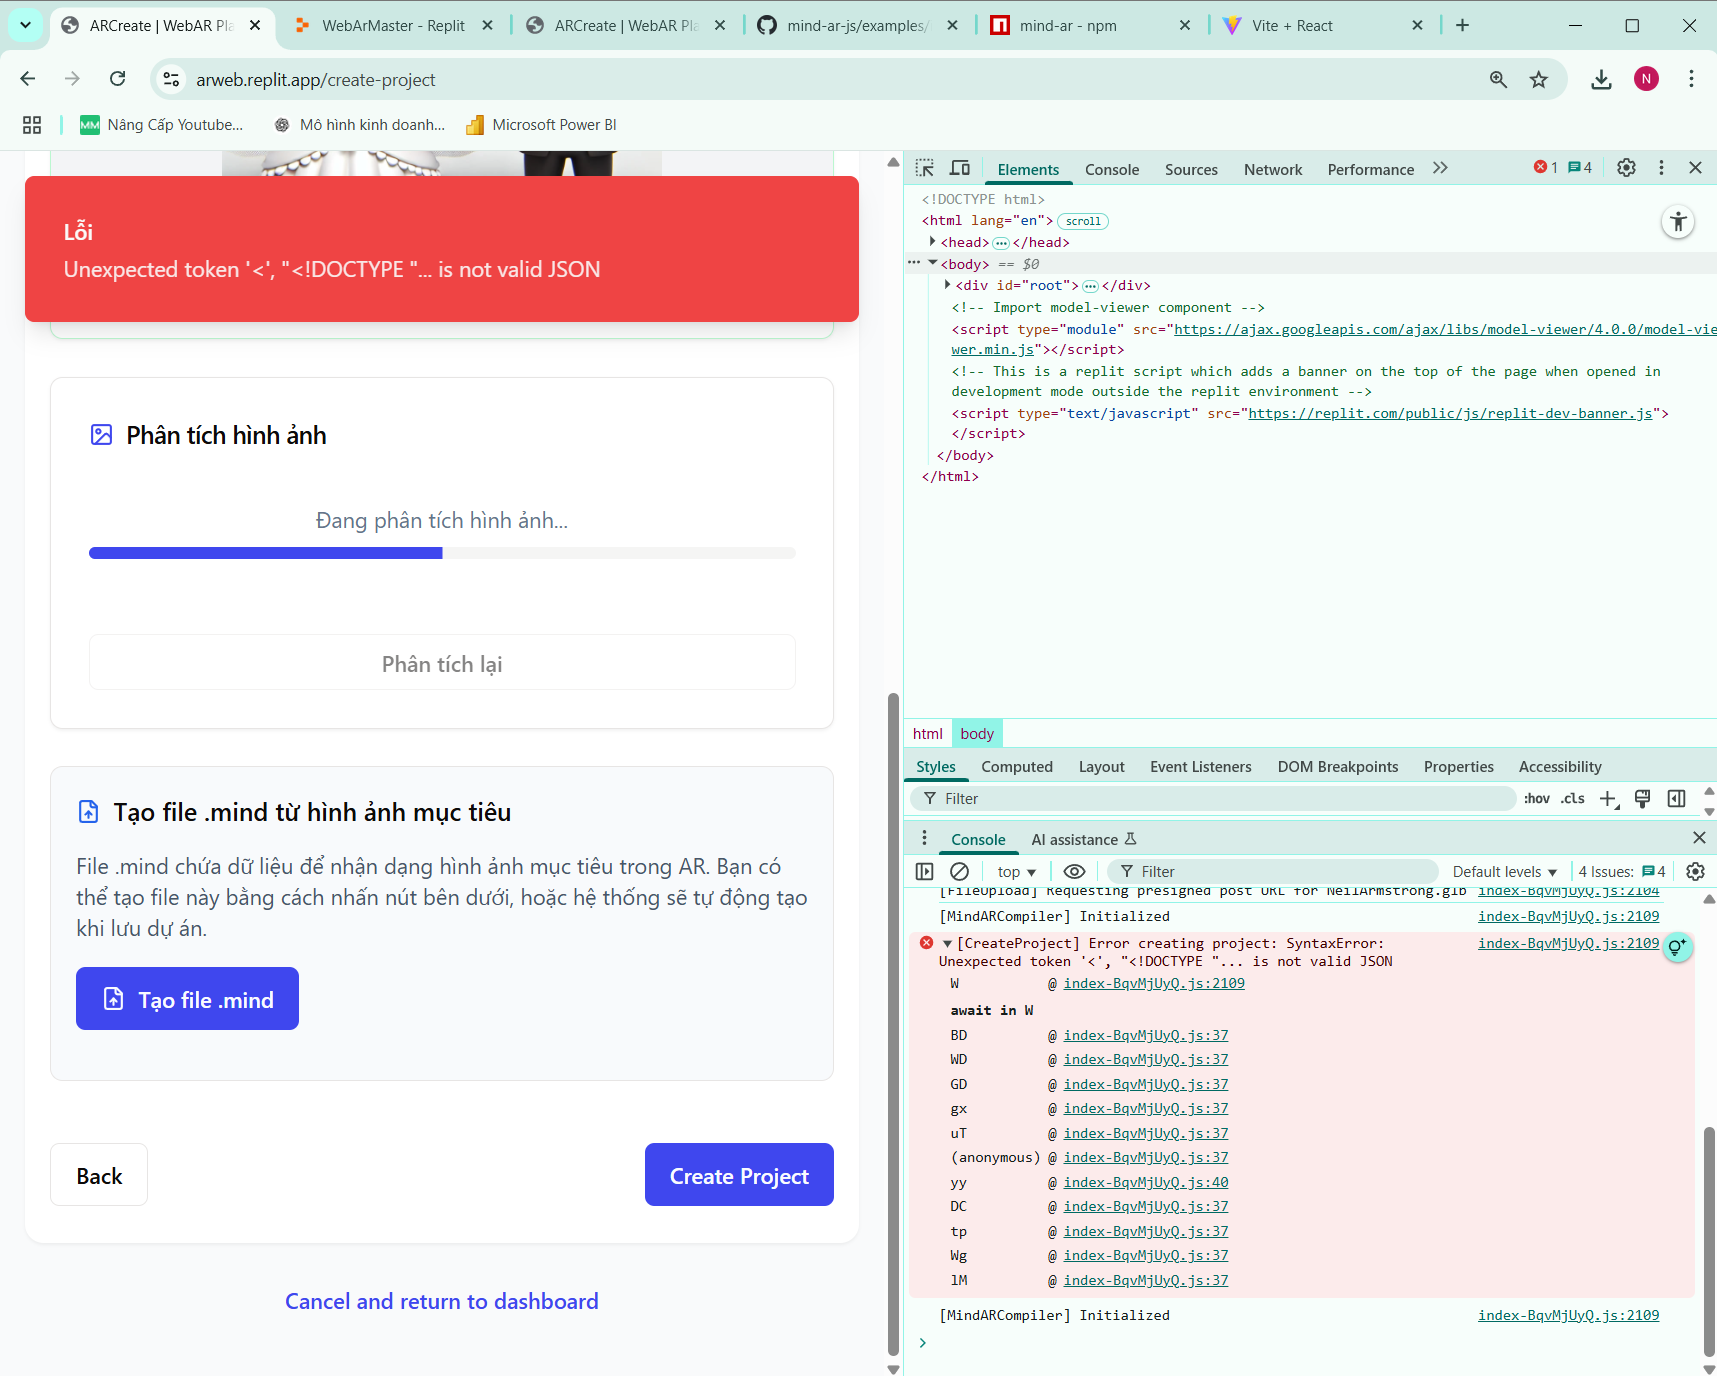 ARCreate | WebAR Pla
WebArMaster - Replit
ARCreate | WebAR Pla
mind-ar-js/examples/
mind-ar - npm
Vite + React
arweb.replit.app/create-project
N
MM
Nâng Cấp Youtube...
Mô hình kinh doanh...
Microsoft Power BI
Lỗi
Unexpected token '<', "<!DOCTYPE "... is not valid JSON
Phân tích hình ảnh
Đang phân tích hình ảnh...
Phân tích lại
Tạo file .mind từ hình ảnh mục tiêu
File .mind chứa dữ liệu để nhận dạng hình ảnh mục tiêu trong AR. Bạn có
thể tạo file này bằng cách nhấn nút bên dưới, hoặc hệ thống sẽ tự động tạo
khi lưu dự án.
Tạo file .mind
Back
Create Project
Cancel and return to dashboard
Elements
Console
Sources
Network
Performance
1
4
<!DOCTYPE html>
<html lang="en"> scroll
<head> ... </head>
<body> == $0
<div id="root"> ... </div>
<!-- Import model-viewer component -->
<script type="module" src="https://ajax.googleapis.com/ajax/libs/model-viewer/4.0.0/model-vie
wer.min.js"></script>
<!-- This is a replit script which adds a banner on the top of the page when opened in
development mode outside the replit environment -->
<script type="text/javascript" src="https://replit.com/public/js/replit-dev-banner.js">
</script>
</body>
</html>
html
body
Styles
Computed
Layout
Event Listeners
DOM Breakpoints
Properties
Accessibility
Filter
:hov
.cls
Console
AI assistance
top
Filter
Default levels
4 Issues:
4
[FileUpload] Requesting presigned post URL for NeilArmstrong.glb index-BqvMjUyQ.js:2104
[MindARCompiler] Initialized index-BqvMjUyQ.js:2109
[CreateProject] Error creating project: SyntaxError: index-BqvMjUyQ.js:2109
Unexpected token '<', "<!DOCTYPE "... is not valid JSON
W @ index-BqvMjUyQ.js:2109
await in W
BD @ index-BqvMjUyQ.js:37
WD @ index-BqvMjUyQ.js:37
GD @ index-BqvMjUyQ.js:37
gx @ index-BqvMjUyQ.js:37
uT @ index-BqvMjUyQ.js:37
(anonymous) @ index-BqvMjUyQ.js:37
yy @ index-BqvMjUyQ.js:40
DC @ index-BqvMjUyQ.js:37
tp @ index-BqvMjUyQ.js:37
Wg @ index-BqvMjUyQ.js:37
lM @ index-BqvMjUyQ.js:37
[MindARCompiler] Initialized index-BqvMjUyQ.js:2109